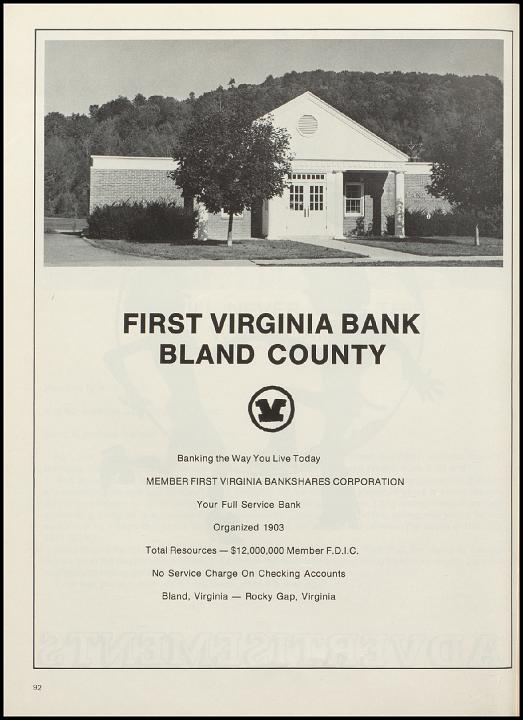 FIRST VIRGINIA BANK
BLAND COUNTY
Banking the Way You Live Today
MEMBER FIRST VIRGINIA BANKSHARES CORPORATION
Your Full Service Bank
Organized 1903
Total Resources — $12,000,000 Member F.D.I.C.
No Service Charge On Checking Accounts
Bland, Virginia — Rocky Gap, Virginia
ADVERTISEMENTS
92